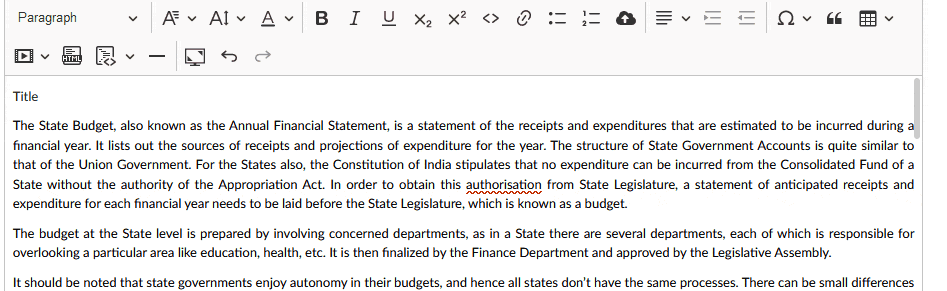 Paragraph
A A I A B I U X₂ X² <>
HTML
Title
The State Budget, also known as the Annual Financial Statement, is a statement of the receipts and expenditures that are estimated to be incurred during a
financial year. It lists out the sources of receipts and projections of expenditure for the year. The structure of State Government Accounts is quite similar to
that of the Union Government. For the States also, the Constitution of India stipulates that no expenditure can be incurred from the Consolidated Fund of a
State without the authority of the Appropriation Act. In order to obtain this authorisation from State Legislature, a statement of anticipated receipts and
expenditure for each financial year needs to be laid before the State Legislature, which is known as a budget.
The budget at the State level is prepared by involving concerned departments, as in a State there are several departments, each of which is responsible for
overlooking a particular area like education, health, etc. It is then finalized by the Finance Department and approved by the Legislative Assembly.
It should be noted that state governments enjoy autonomy in their budgets, and hence all states don’t have the same processes. There can be small differences